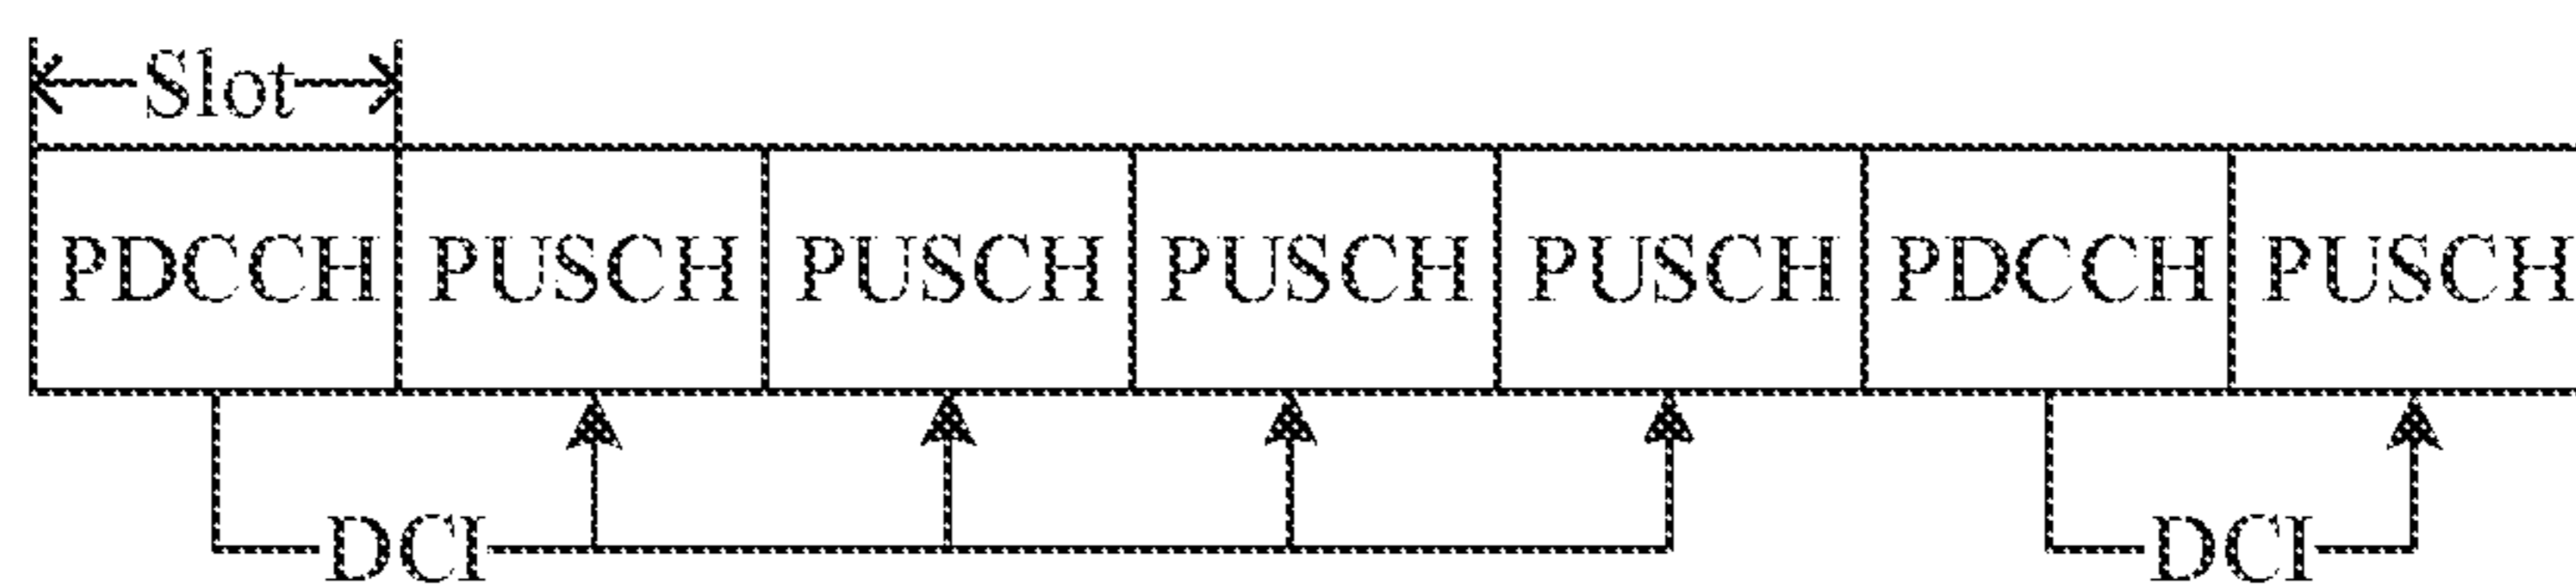 Slot
PDCCH PUSCH PUSCH PUSCH PUSCH PDCCH PUSCH
DCI DCI